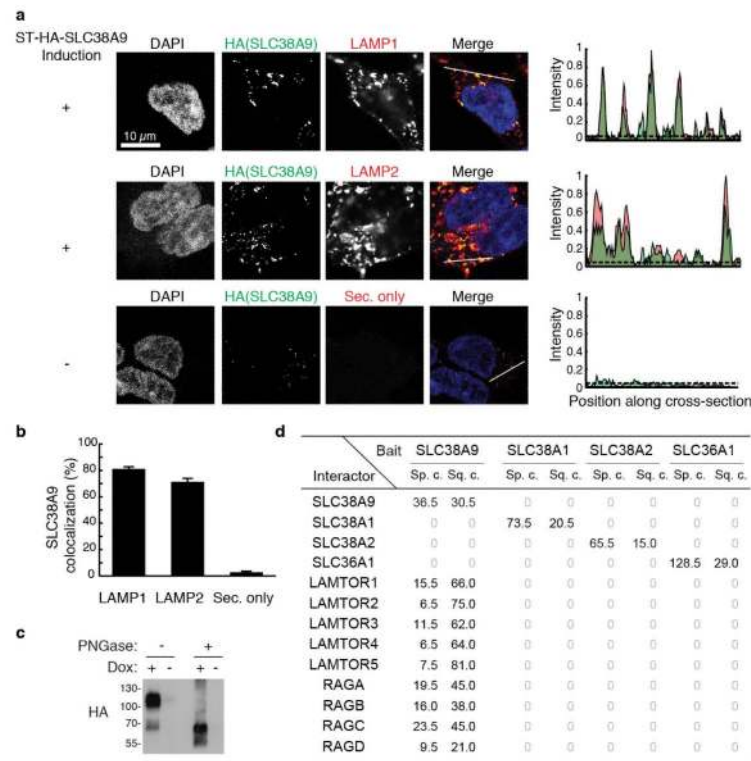 a
ST-HA-SLC38A9
Induction
DAPI HA(SLC38A9) LAMP1 Merge
+
10 µm
Intensity
1
0.8
0.6
0.4
0.2
0
DAPI HA(SLC38A9) LAMP2 Merge
+
Intensity
1
0.8
0.6
0.4
0.2
0
DAPI HA(SLC38A9) Sec. only Merge
-
Intensity
1
0.8
0.6
0.4
0.2
0
Position along cross-section
b
SLC38A9
colocalization (%)
80
60
40
20
0
LAMP1 LAMP2 Sec. only
c
PNGase: - +
Dox: + - + -
HA
130-
100-
70-
55-
d
Bait SLC38A9 SLC38A1 SLC38A2 SLC36A1
Interactor Sp. c. Sq. c. Sp. c. Sq. c. Sp. c. Sq. c. Sp. c. Sq. c.
SLC38A9 36.5 30.5 0 0 0 0 0 0
SLC38A1 0 0 73.5 20.5 0 0 0 0
SLC38A2 0 0 0 0 65.5 15.0 0 0
SLC36A1 0 0 0 0 0 0 128.5 29.0
LAMTOR1 15.5 66.0 0 0 0 0 0 0
LAMTOR2 6.5 75.0 0 0 0 0 0 0
LAMTOR3 11.5 62.0 0 0 0 0 0 0
LAMTOR4 6.5 64.0 0 0 0 0 0 0
LAMTOR5 7.5 81.0 0 0 0 0 0 0
RAGA 19.5 45.0 0 0 0 0 0 0
RAGB 16.0 38.0 0 0 0 0 0 0
RAGC 23.5 45.0 0 0 0 0 0 0
RAGD 9.5 21.0 0 0 0 0 0 0